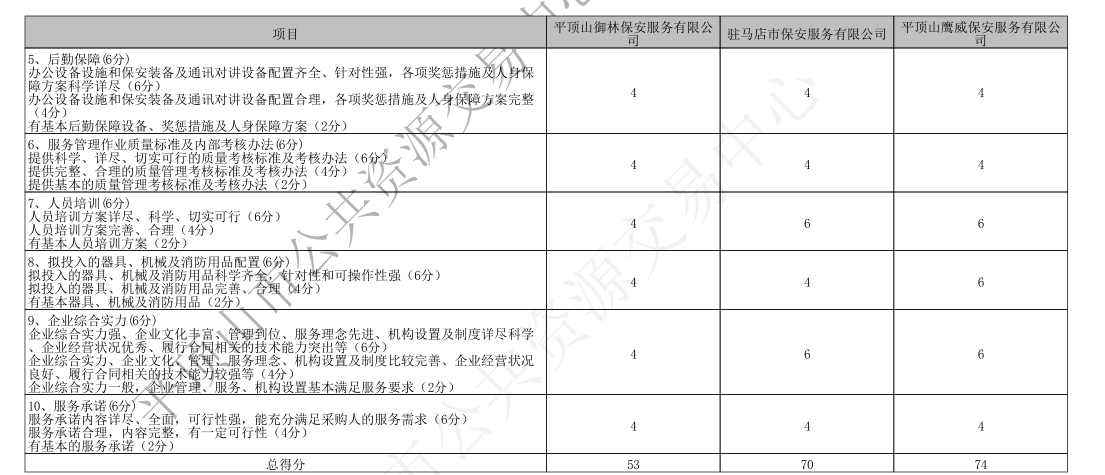 项目
平顶山御林保安服务有限公
司
驻马店市保安服务有限公司
平顶山鹰威保安服务有限公
司
5、后勤保障(6分)
办公设备设施和保安装备及通讯对讲设备配置齐全、针对性强，各项奖惩措施及人身保
障方案科学详尽（6分）
办公设备设施和保安装备及通讯对讲设备配置合理，各项奖惩措施及人身保障方案完整
（4分）
有基本后勤保障设备、奖惩措施及人身保障方案（2分）
4
4
4
6、服务管理作业质量标准及内部考核办法(6分)
提供科学、详尽、切实可行的质量考核标准及考核办法（6分）
提供完整、合理的质量管理考核标准及考核办法（4分）
提供基本的质量管理考核标准及考核办法（2分）
4
4
4
7、人员培训(6分)
人员培训方案详尽、科学、切实可行（6分）
人员培训方案完善、合理（4分）
有基本人员培训方案（2分）
4
6
6
8、拟投入的器具、机械及消防用品配置(6分)
拟投入的器具、机械及消防用品科学齐全，针对性和可操作性强（6分）
拟投入的器具、机械及消防用品完善、合理（4分）
有基本器具、机械及消防用品（2分）
4
4
6
9、企业综合实力(6分)
企业综合实力强、企业文化丰富、管理到位、服务理念先进、机构设置及制度详尽科学
、企业经营状况优秀、履行合同相关的技术能力突出等（6分）
企业综合实力、企业文化、管理、服务理念、机构设置及制度比较完善、企业经营状况
良好、履行合同相关的技术能力较强等（4分）
企业综合实力一般，企业管理、服务、机构设置基本满足服务要求（2分）
4
6
6
10、服务承诺(6分)
服务承诺内容详尽、全面，可行性强，能充分满足采购人的服务需求（6分）
服务承诺合理，内容完整，有一定可行性（4分）
有基本的服务承诺（2分）
4
4
4
总得分
53
70
74
平顶山市公共资源交易中心
市公共资源交易中心